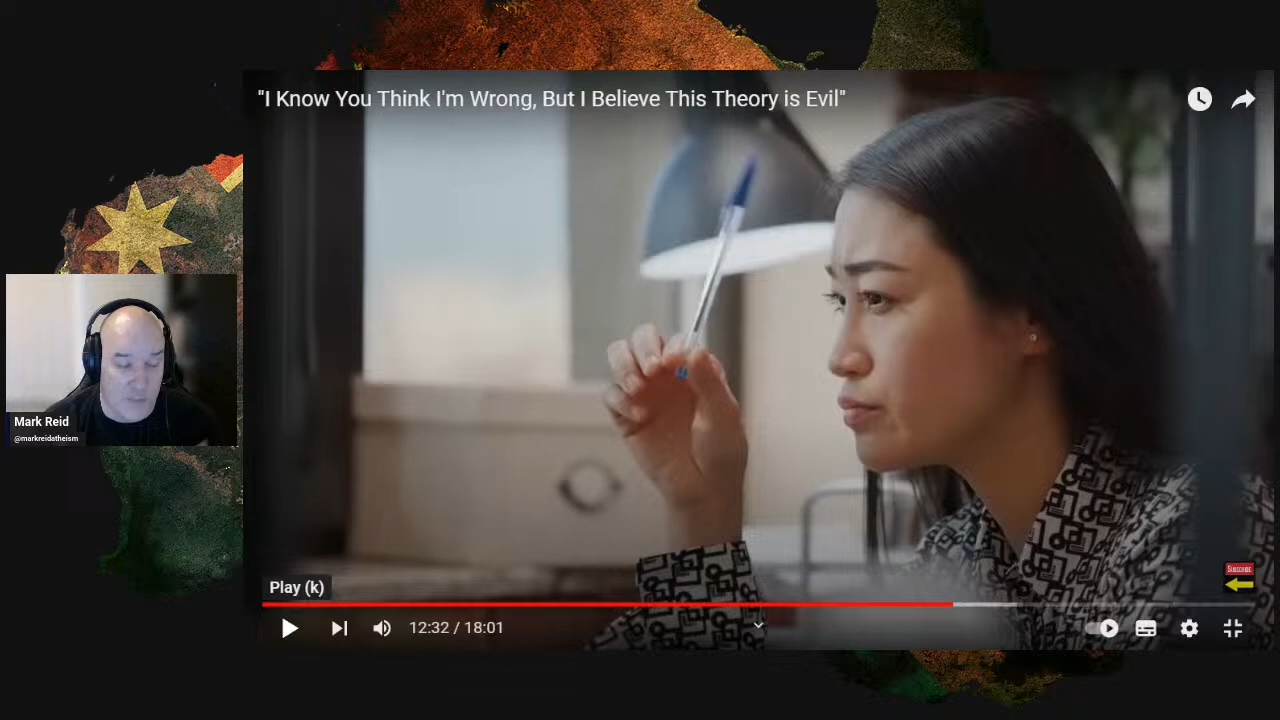 "I Know You Think I'm Wrong, But I Believe This Theory is Evil"
Mark Reid
@markreidatheism
SUBSCRIBE
Play (k)
12:32 / 18:01